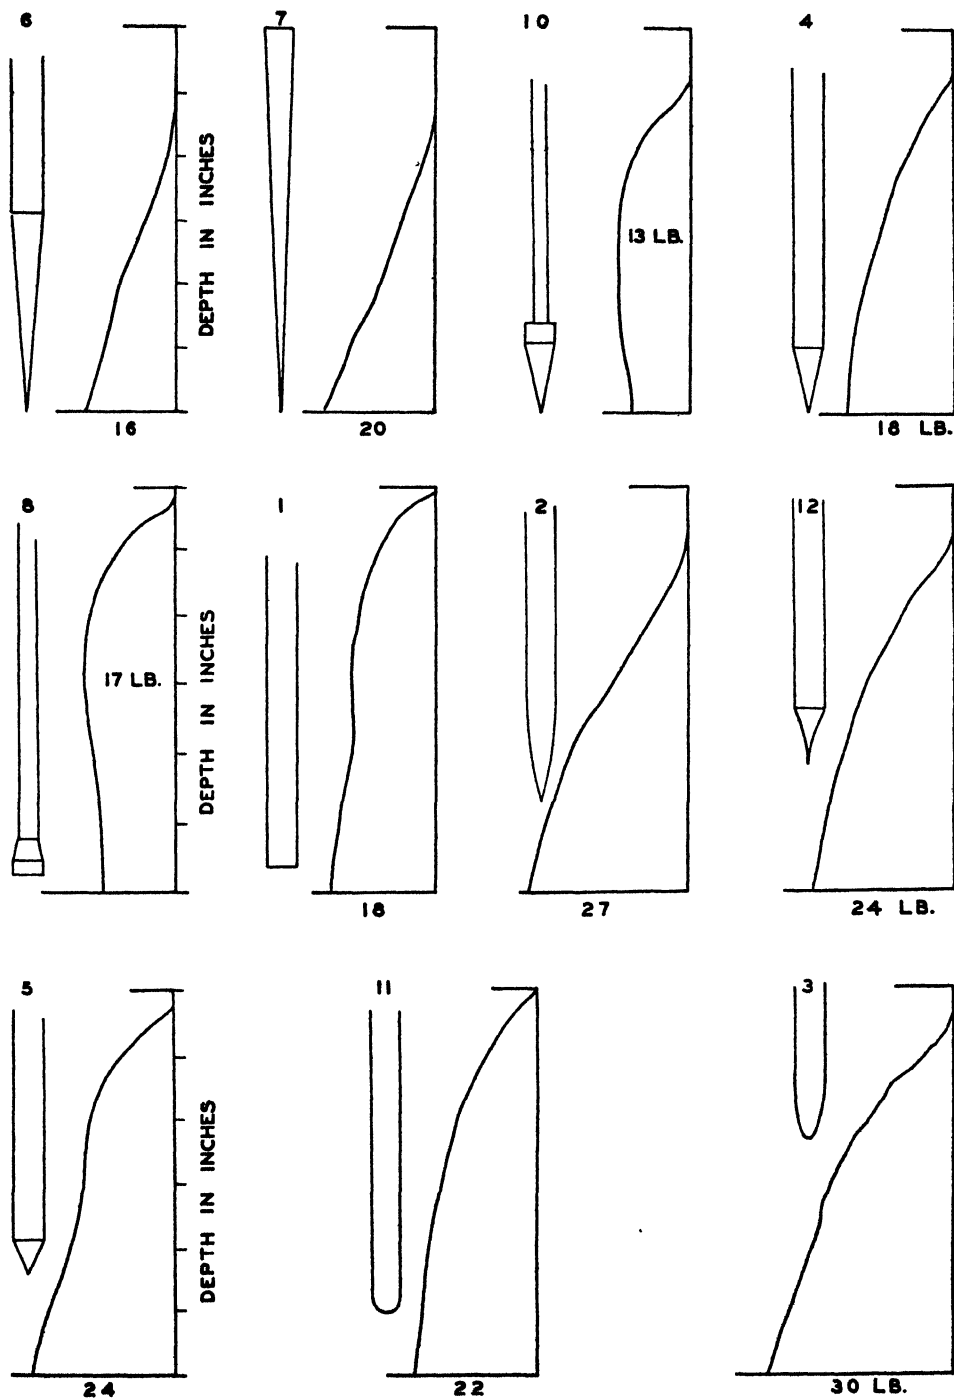 6
7
10
4
DEPTH IN INCHES
13 LB.
16
20
18 LB.
8
1
2
12
DEPTH IN INCHES
17 LB.
18
27
24 LB.
5
11
3
DEPTH IN INCHES
24
22
30 LB.